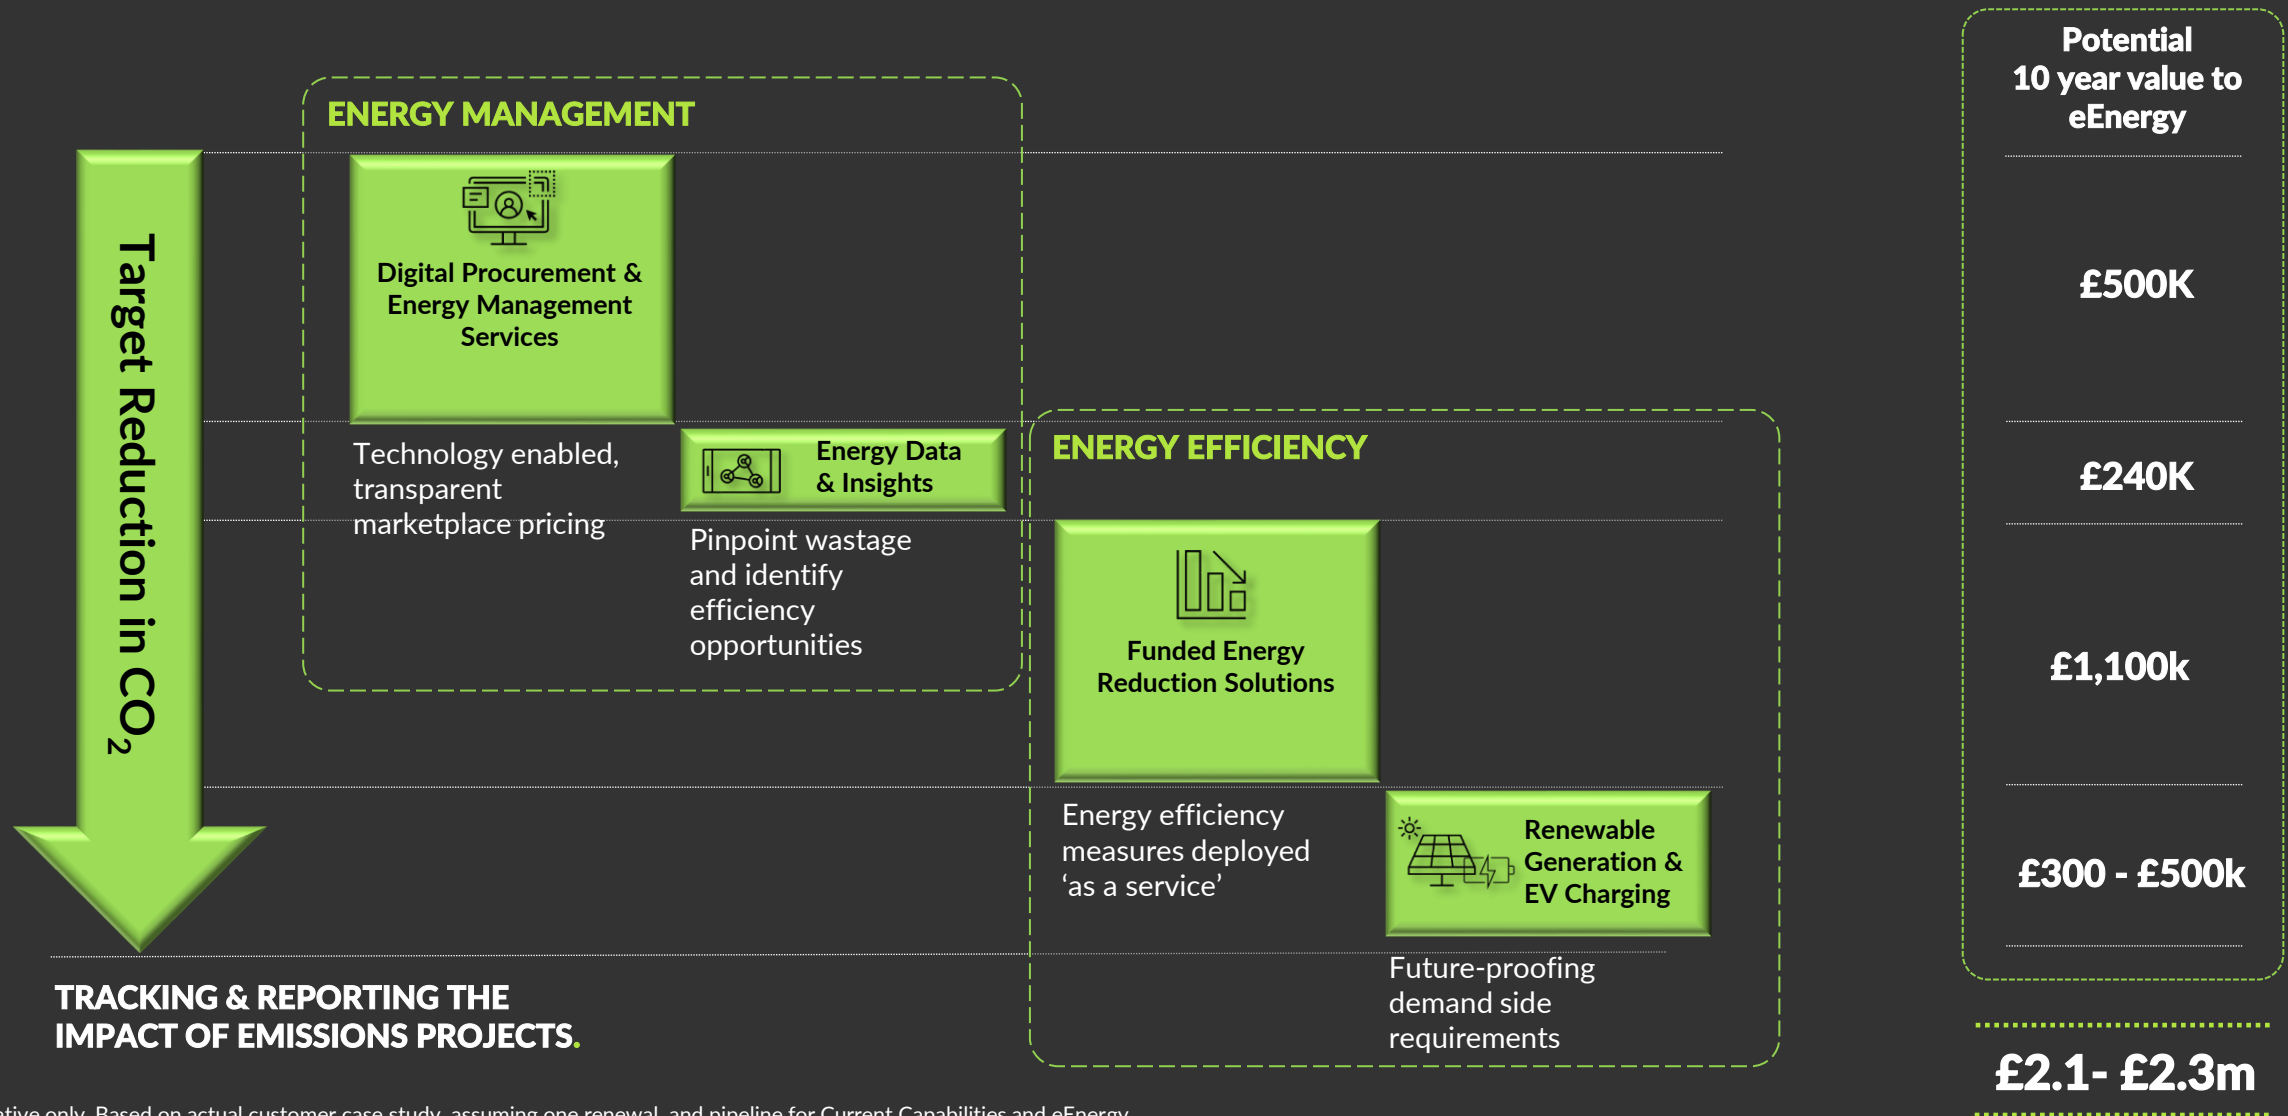 Potential
10 year value to
eEnergy
ENERGY MANAGEMENT
Target Reduction in CO₂
Digital Procurement &
Energy Management
Services
£500K
Technology enabled,
transparent
marketplace pricing
Energy Data
& Insights
£240K
Pinpoint wastage
and identify
efficiency
opportunities
ENERGY EFFICIENCY
Funded Energy
Reduction Solutions
£1,100k
Energy efficiency
measures deployed
‘as a service’
Renewable
Generation &
EV Charging
£300 - £500k
Future-proofing
demand side
requirements
TRACKING & REPORTING THE
IMPACT OF EMISSIONS PROJECTS.
£2.1- £2.3m
only. Based on actual customer case study, assuming one renewal, and pipeline for Current Capabilities and eEnergy